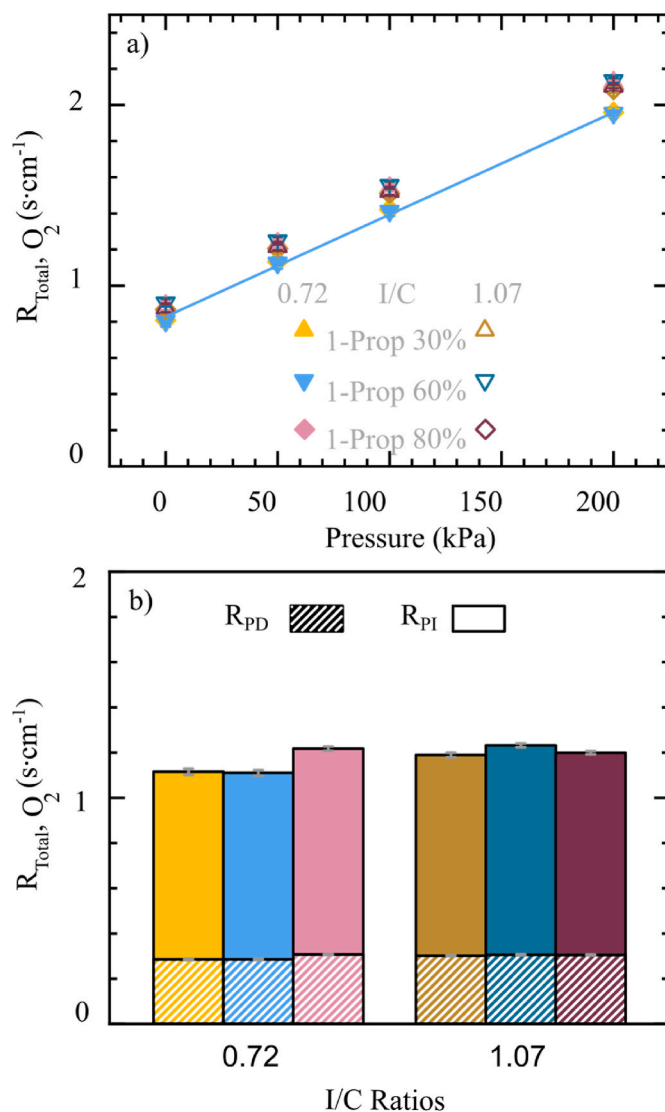 a)
2
1
0
R_Total, O_2 (s·cm^-1)
0.72 I/C 1.07
1-Prop 30%
1-Prop 60%
1-Prop 80%
0 50 100 150 200
Pressure (kPa)
b)
R_PD R_PI
2
1
0
R_Total, O_2 (s·cm^-1)
0.72 1.07
I/C Ratios